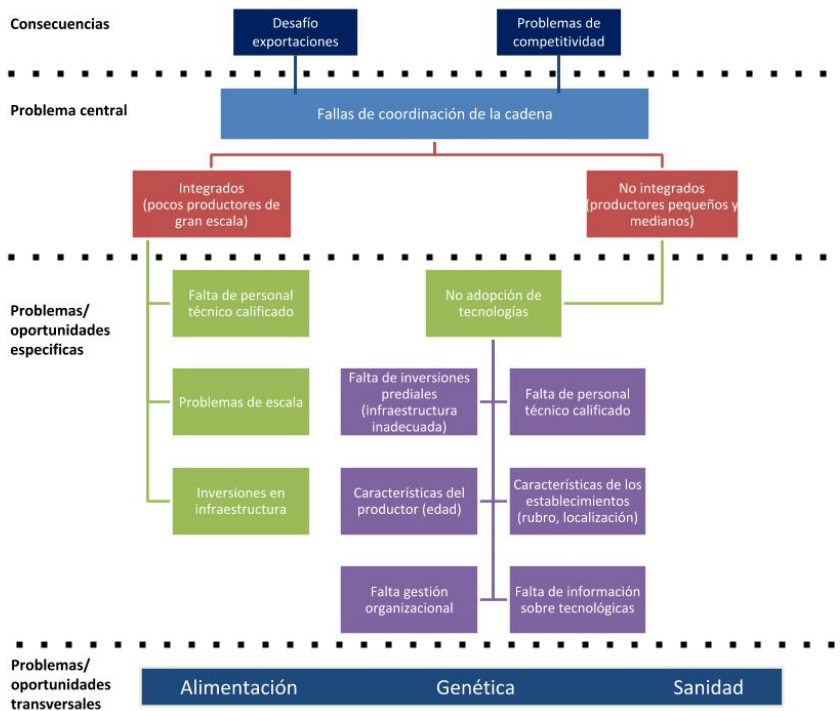 Consecuencias
Desafío
exportaciones
Problemas de
competitividad
Problema central
Fallas de coordinación de la cadena
Integrados
(pocos productores de
gran escala)
No integrados
(productores pequeños y
medianos)
Problemas/
oportunidades
especificas
Falta de personal
técnico calificado
No adopción de
tecnologías
Problemas de escala
Falta de inversiones
prediales
(infraestructura
inadecuada)
Falta de personal
técnico calificado
Inversiones en
infraestructura
Características del
productor (edad)
Características de los
establecimientos
(rubro, localización)
Falta gestión
organizacional
Falta de información
sobre tecnológicas
Problemas/
oportunidades
transversales
Alimentación Genética Sanidad